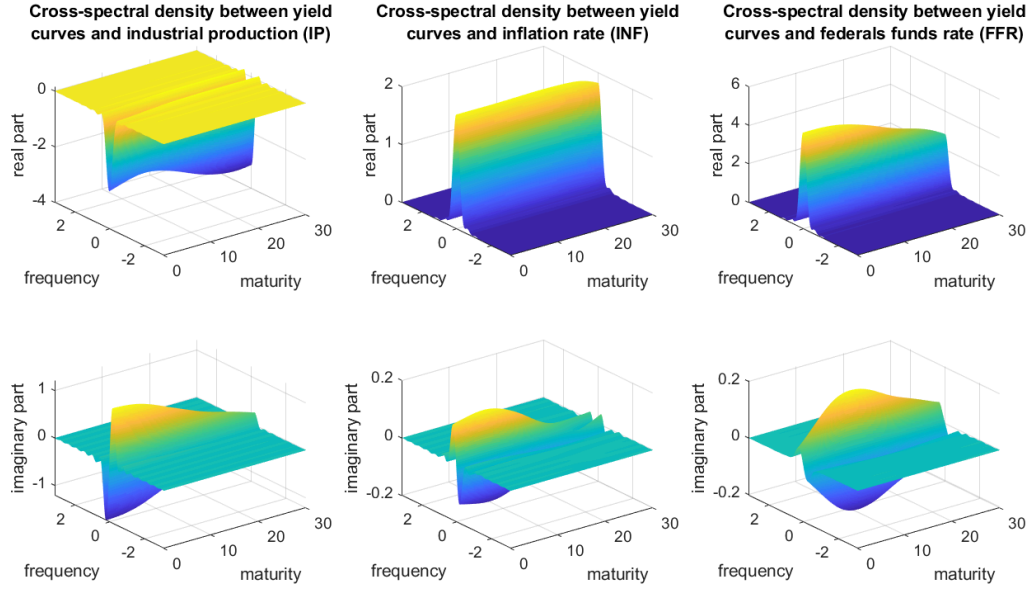 Cross-spectral density between yield
curves and industrial production (IP)
Cross-spectral density between yield
curves and inflation rate (INF)
Cross-spectral density between yield
curves and federals funds rate (FFR)
real part
0
-2
-4
2
0
-2
frequency
0
10
20
30
maturity
real part
2
1
0
2
0
-2
frequency
0
10
20
30
maturity
real part
6
4
2
0
2
0
-2
frequency
0
10
20
30
maturity
imaginary part
1
0
-1
2
0
-2
frequency
0
10
20
30
maturity
imaginary part
0.2
0
-0.2
2
0
-2
frequency
0
10
20
30
maturity
imaginary part
0.2
0
-0.2
2
0
-2
frequency
0
10
20
30
maturity